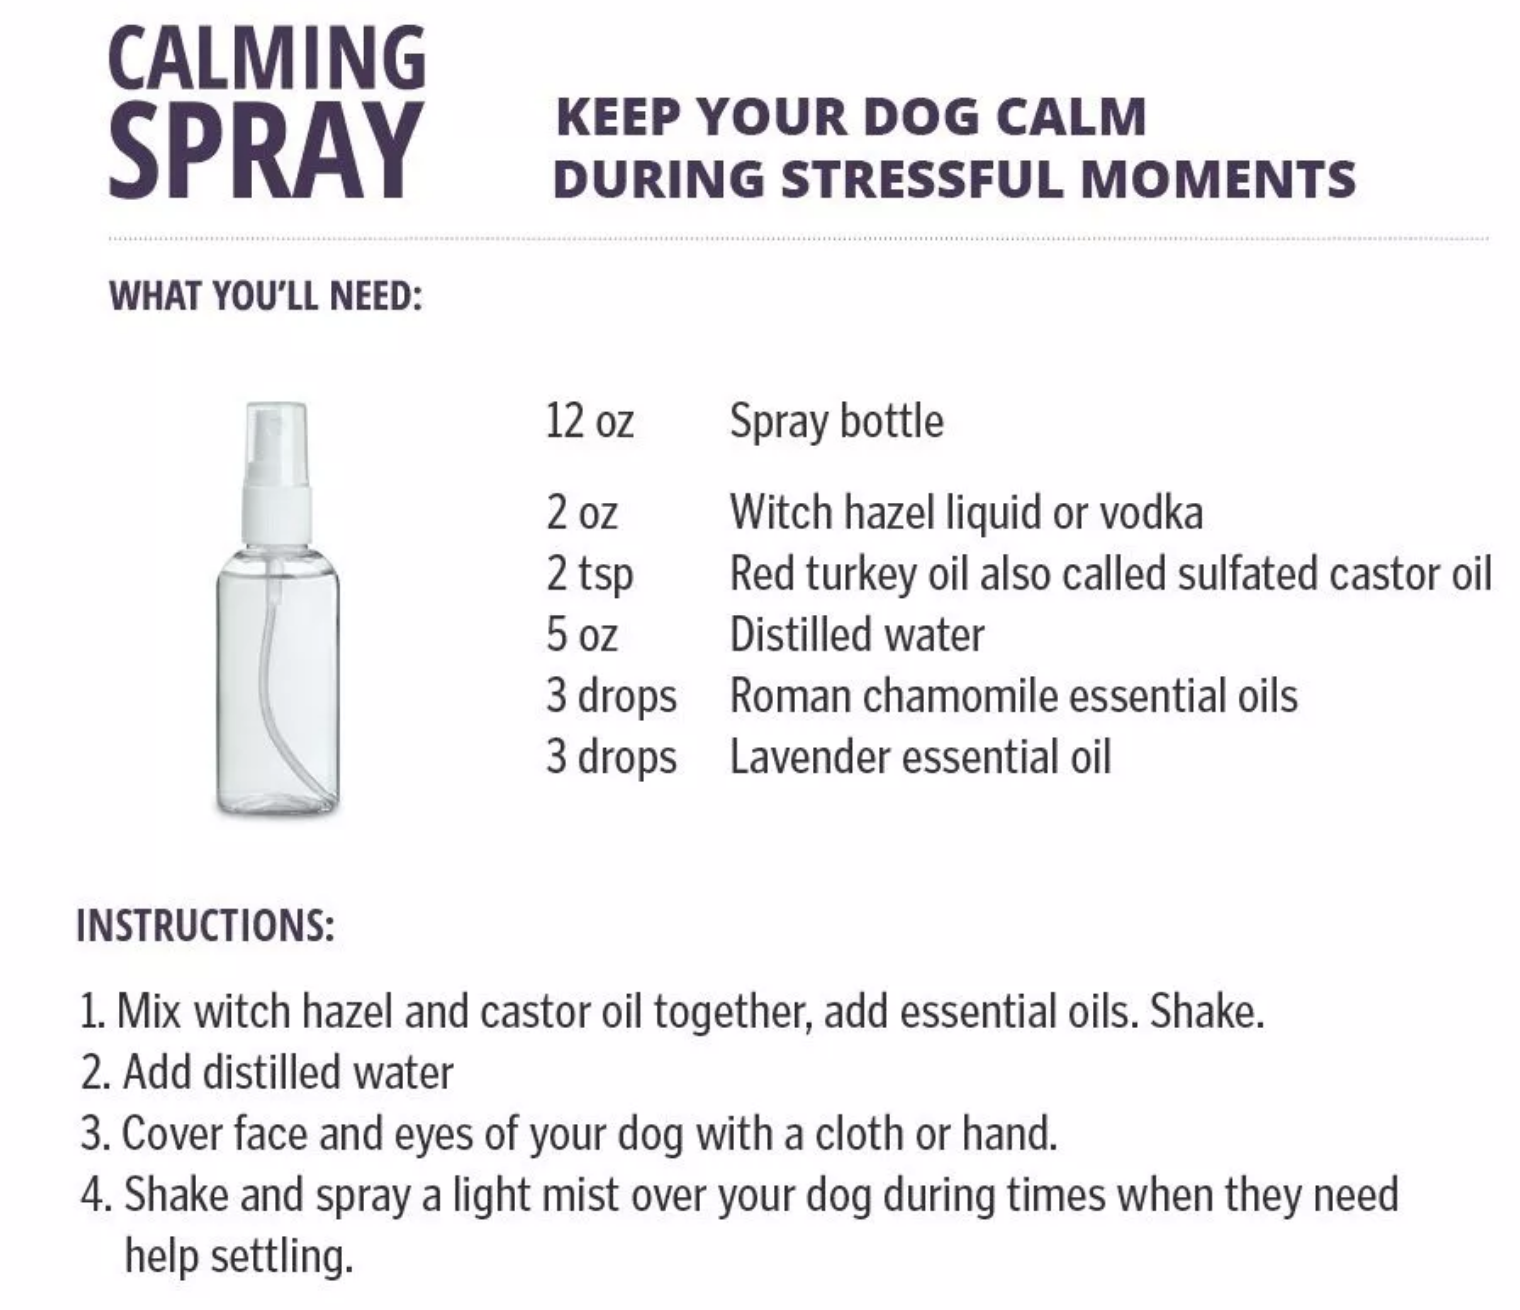 CALMING
SPRAY
KEEP YOUR DOG CALM
DURING STRESSFUL MOMENTS
WHAT YOU'LL NEED:
12 oz Spray bottle
2 oz Witch hazel liquid or vodka
2 tsp Red turkey oil also called sulfated castor oil
5 oz Distilled water
3 drops Roman chamomile essential oils
3 drops Lavender essential oil
INSTRUCTIONS:
1. Mix witch hazel and castor oil together, add essential oils. Shake.
2. Add distilled water
3. Cover face and eyes of your dog with a cloth or hand.
4. Shake and spray a light mist over your dog during times when they need
help settling.